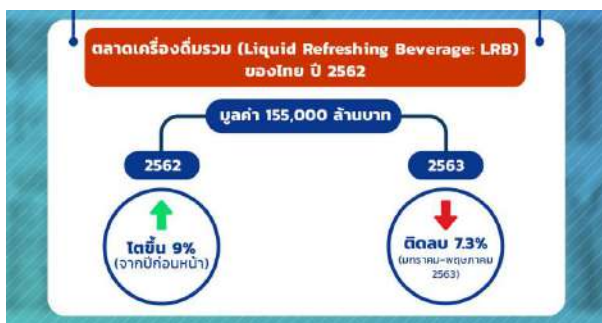 ตลาดเครื่องดื่มรวม (Liquid Refreshing Beverage: LRB)
ของไทย ปี 2562
มูลค่า 155,000 ล้านบาท
2562
2563
โตขึ้น 9%
(จากปีก่อนหน้า)
ติดลบ 7.3%
(มกราคม-พฤษภาคม
2563)